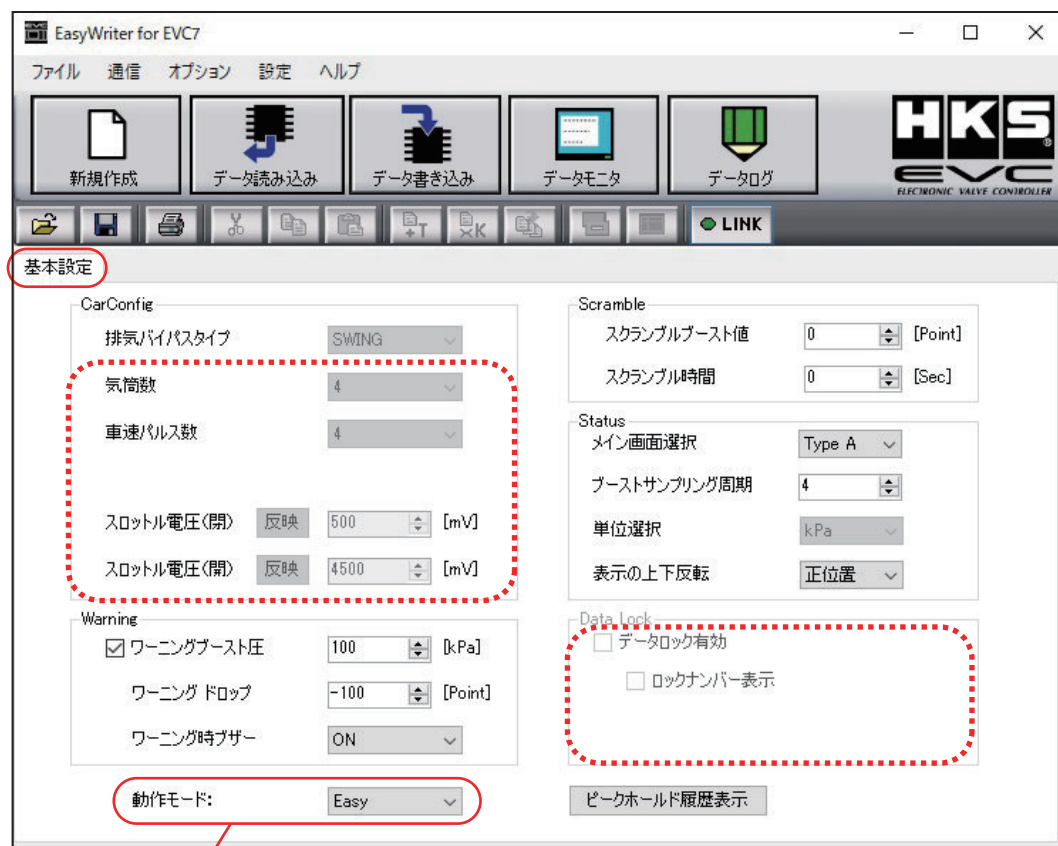 EasyWriter for EVC7
ファイル 通信 オプション 設定 ヘルプ
新規作成 データ読み込み データ書き込み データモニタ データログ
HKS
EVC
ELECTRONIC VALVE CONTROLLER
LINK
基本設定
CarConfig
排気バイパスタイプ SWING
気筒数 4
車速パルス数 4
スロットル電圧(閉) 反映 500 [mV]
スロットル電圧(開) 反映 4500 [mV]
Warning
ワーニングブースト圧 100 [kPa]
ワーニング ドロップ -100 [Point]
ワーニング時ブザー ON
動作モード: Easy
Scramble
スクランブルブースト値 0 [Point]
スクランブル時間 0 [Sec]
Status
メイン画面選択 Type A
ブーストサンプリング周期 4
単位選択 kPa
表示の上下反転 正位置
Data Lock
データロック有効
ロックナンバー表示
ピークホールド履歴表示